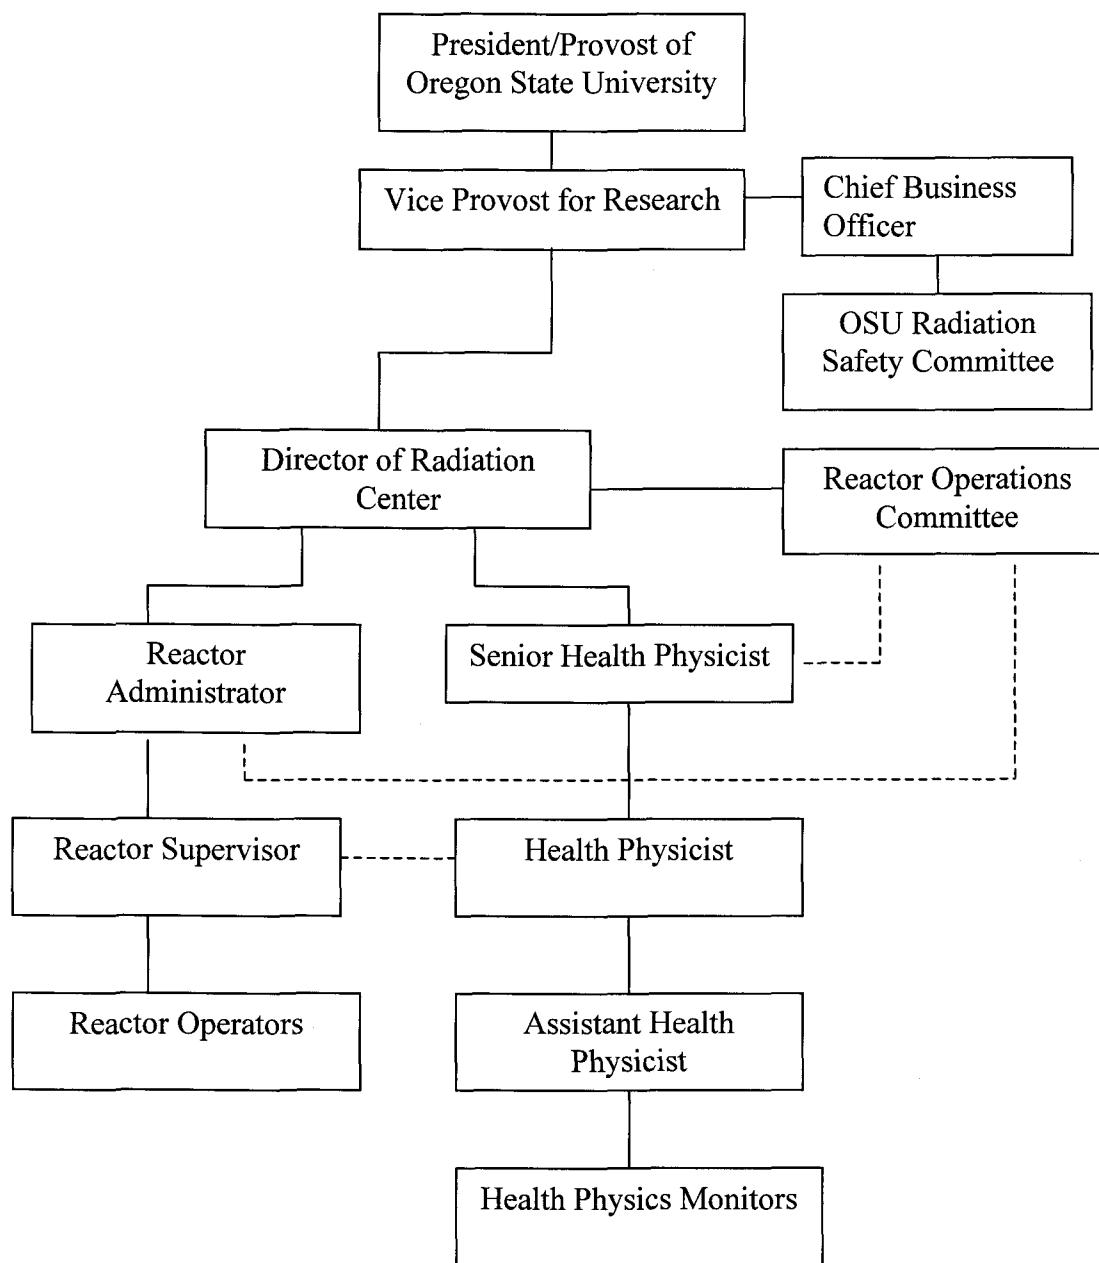 President/Provost of
Oregon State University
Vice Provost for Research
Chief Business
Officer
OSU Radiation
Safety Committee
Director of Radiation
Center
Reactor Operations
Committee
Reactor
Administrator
Senior Health Physicist
Reactor Supervisor
Health Physicist
Reactor Operators
Assistant Health
Physicist
Health Physics Monitors